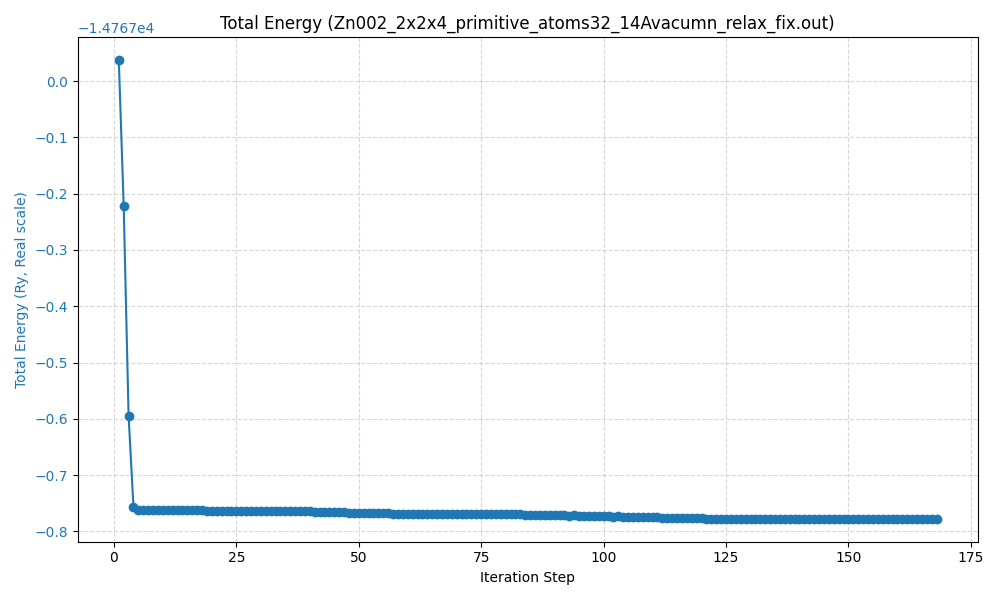 Total Energy (Zn002_2x2x4_primitive_atoms32_14Avacumn_relax_fix.out)
−1.4767e4
0.0
−0.1
−0.2
−0.3
−0.4
−0.5
−0.6
−0.7
−0.8
Total Energy (Ry, Real scale)
0 25 50 75 100 125 150 175
Iteration Step